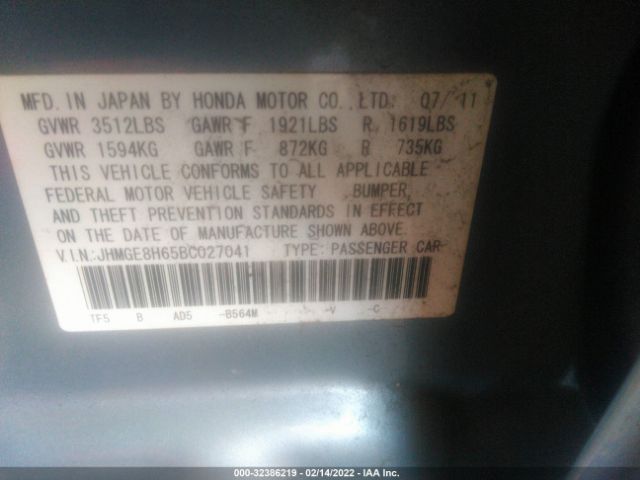 MFD. IN JAPAN BY HONDA MOTOR CO., LTD. 07/11
GVWR 3512LBS GAWR F 1921LBS R 1619LBS
GVWR 1594KG GAWR F 872KG R 735KG
THIS VEHICLE CONFORMS TO ALL APPLICABLE
FEDERAL MOTOR VEHICLE SAFETY, BUMPER,
AND THEFT PREVENTION STANDARDS IN EFFECT
ON THE DATE OF MANUFACTURE SHOWN ABOVE.
V.I.N.:JHMGE8H65BC027041 TYPE: PASSENGER CAR
TF5 B AD5 -B564M -V -C
000-32386219 - 02/14/2022 - IAA Inc.